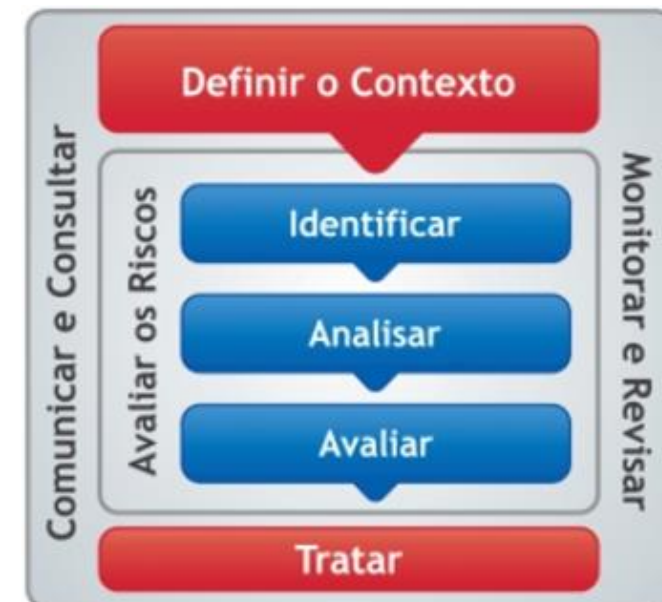 Definir o Contexto
Comunicar e Consultar
Avaliar os Riscos
Identificar
Analisar
Avaliar
Monitorar e Revisar
Tratar